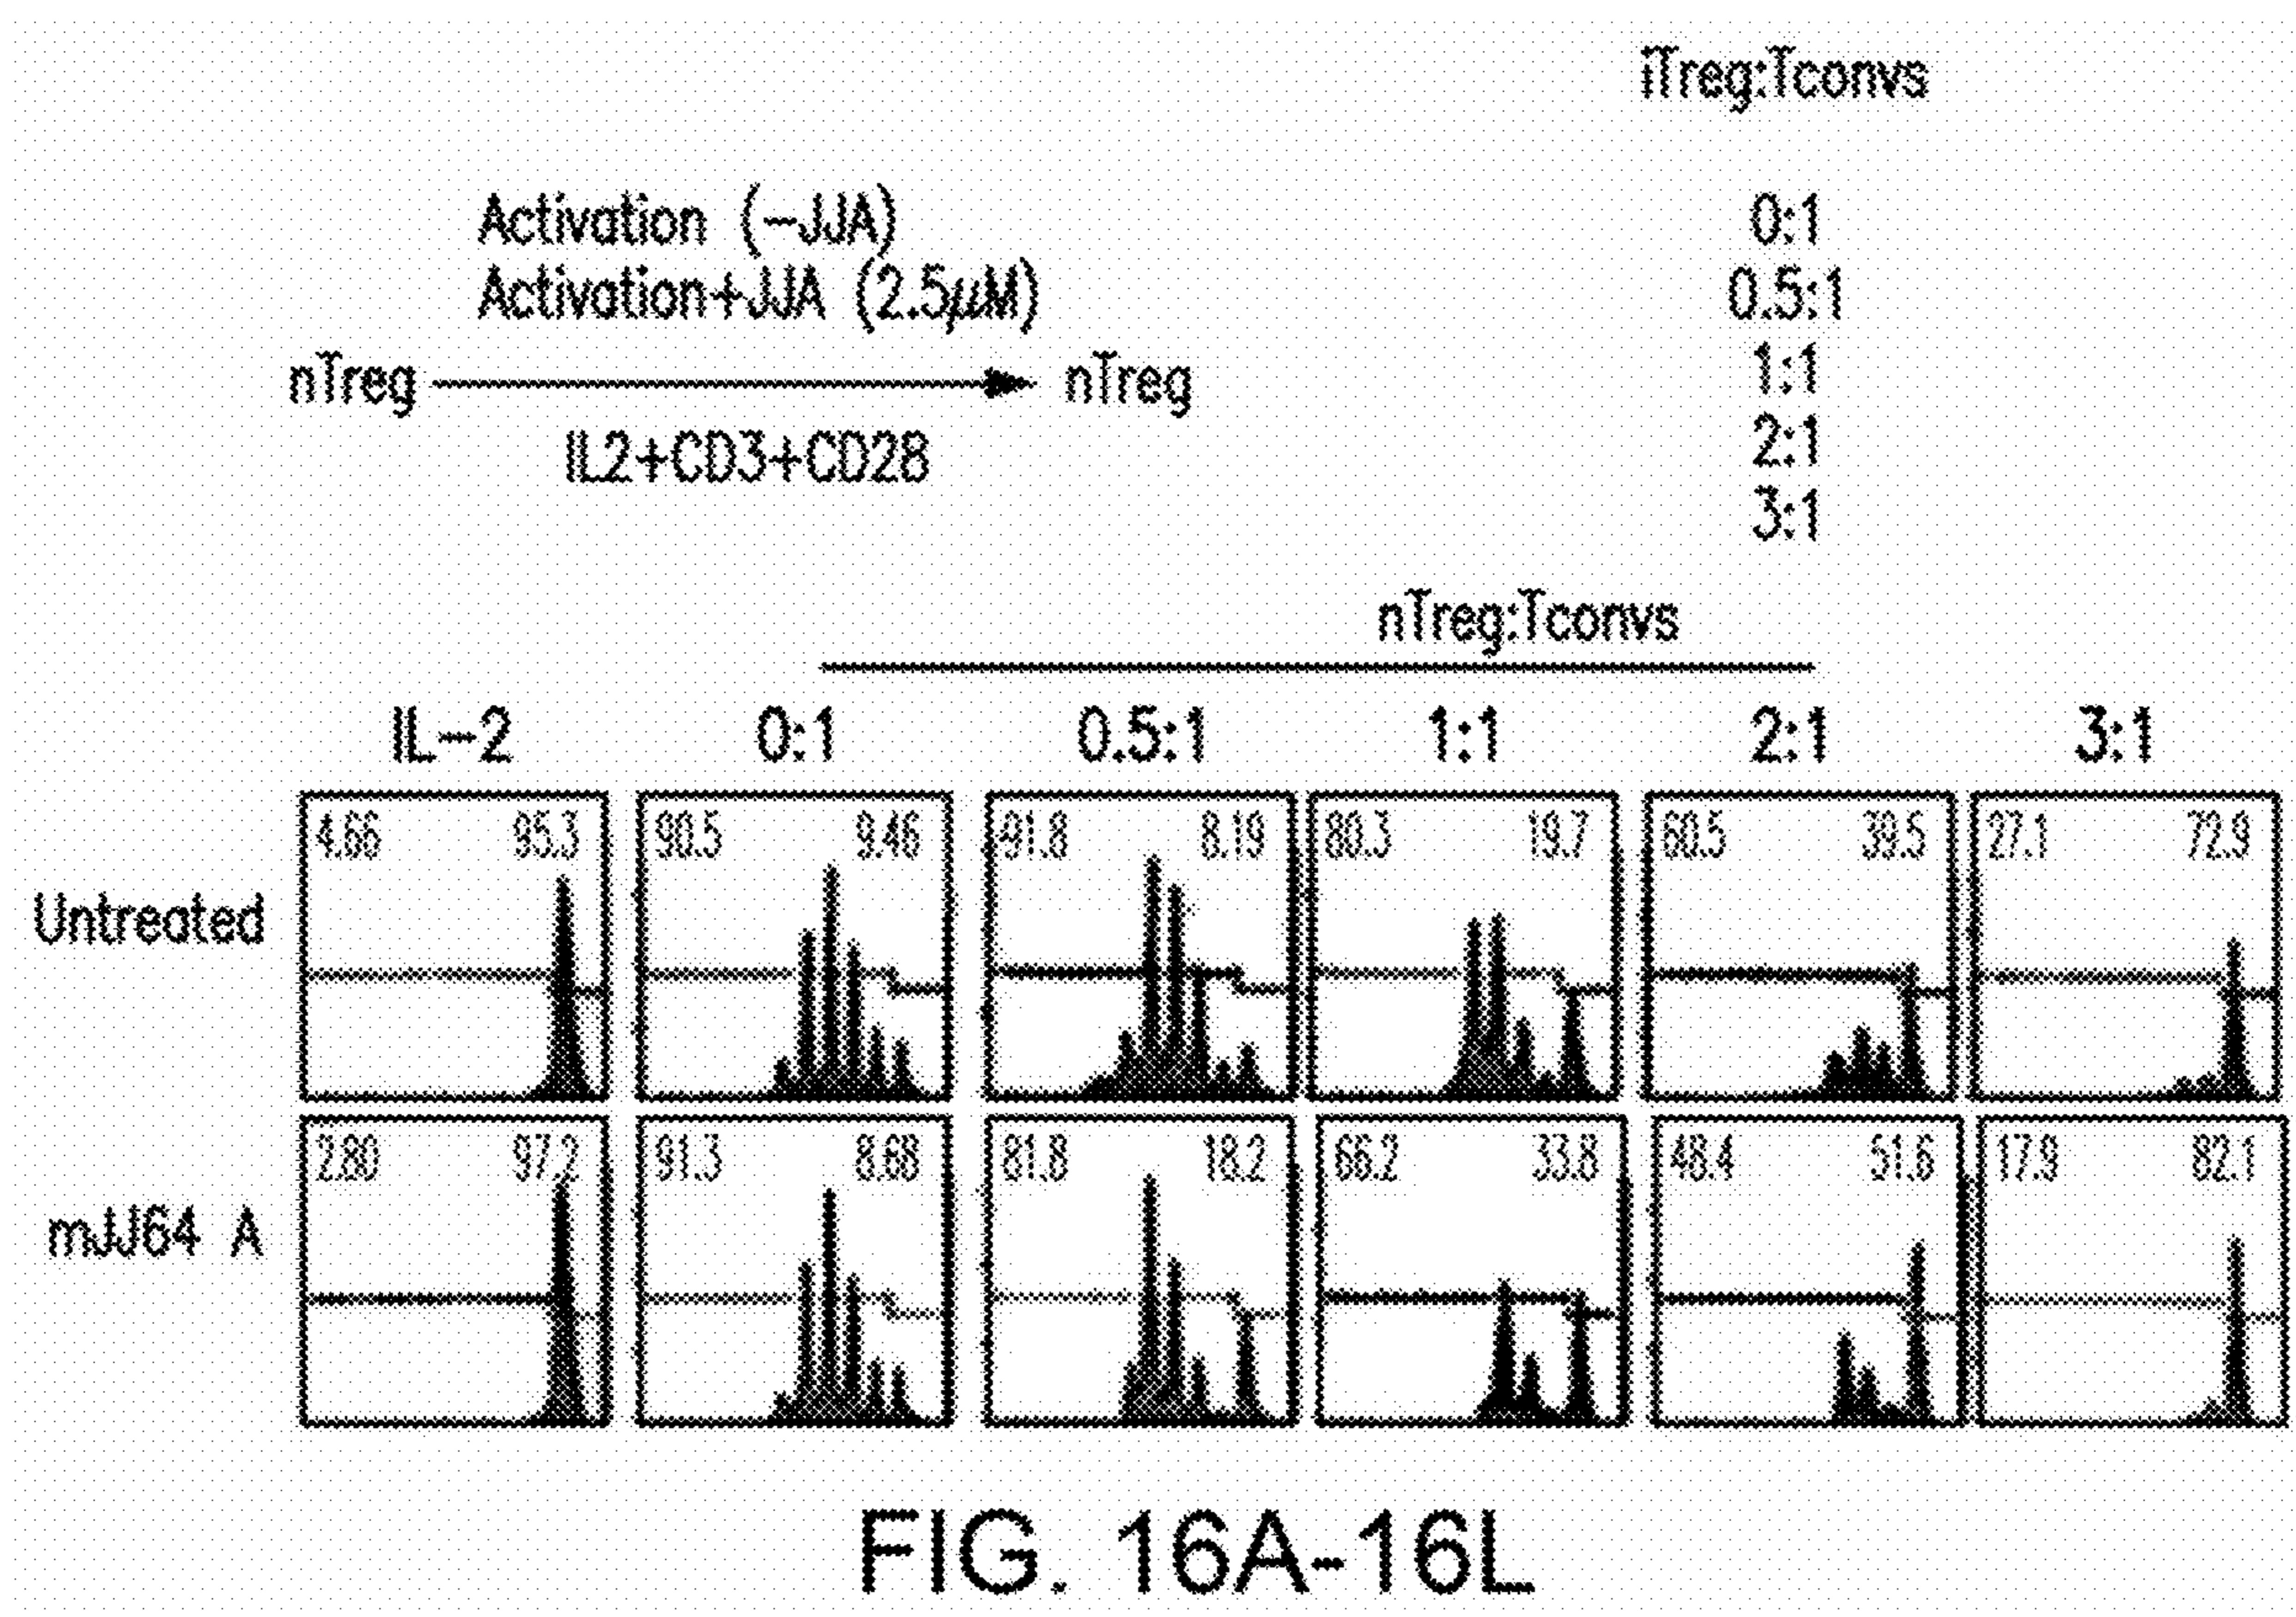 iTreg:Tconvs
Activation (-JJA)
0:1
Activation+JJA (2.5μM)
0.5:1
nTreg
nTreg
1:1
IL2+CD3+CD28
2:1
3:1
nTreg:Tconvs
IL-2 0:1 0.5:1 1:1 2:1 3:1
4.66 95.3 90.5 9.46 91.8 8.19 80.3 19.7 60.5 39.5 27.1 72.9
Untreated
2.80 97.2 91.3 8.68 81.8 18.2 66.2 33.8 48.4 51.6 17.9 82.1
mJJ64 A
FIG. 16A-16L